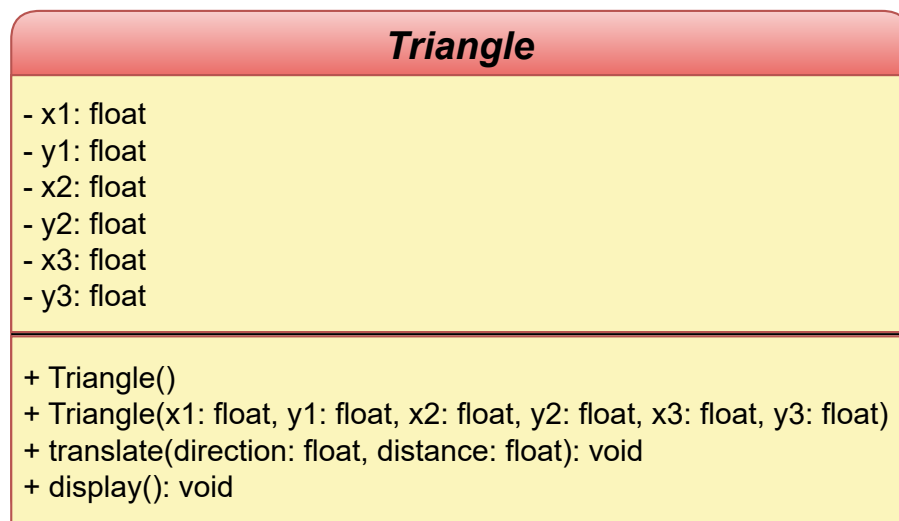 Triangle
- x1: float
- y1: float
- x2: float
- y2: float
- x3: float
- y3: float
+ Triangle()
+ Triangle(x1: float, y1: float, x2: float, y2: float, x3: float, y3: float)
+ translate(direction: float, distance: float): void
+ display(): void